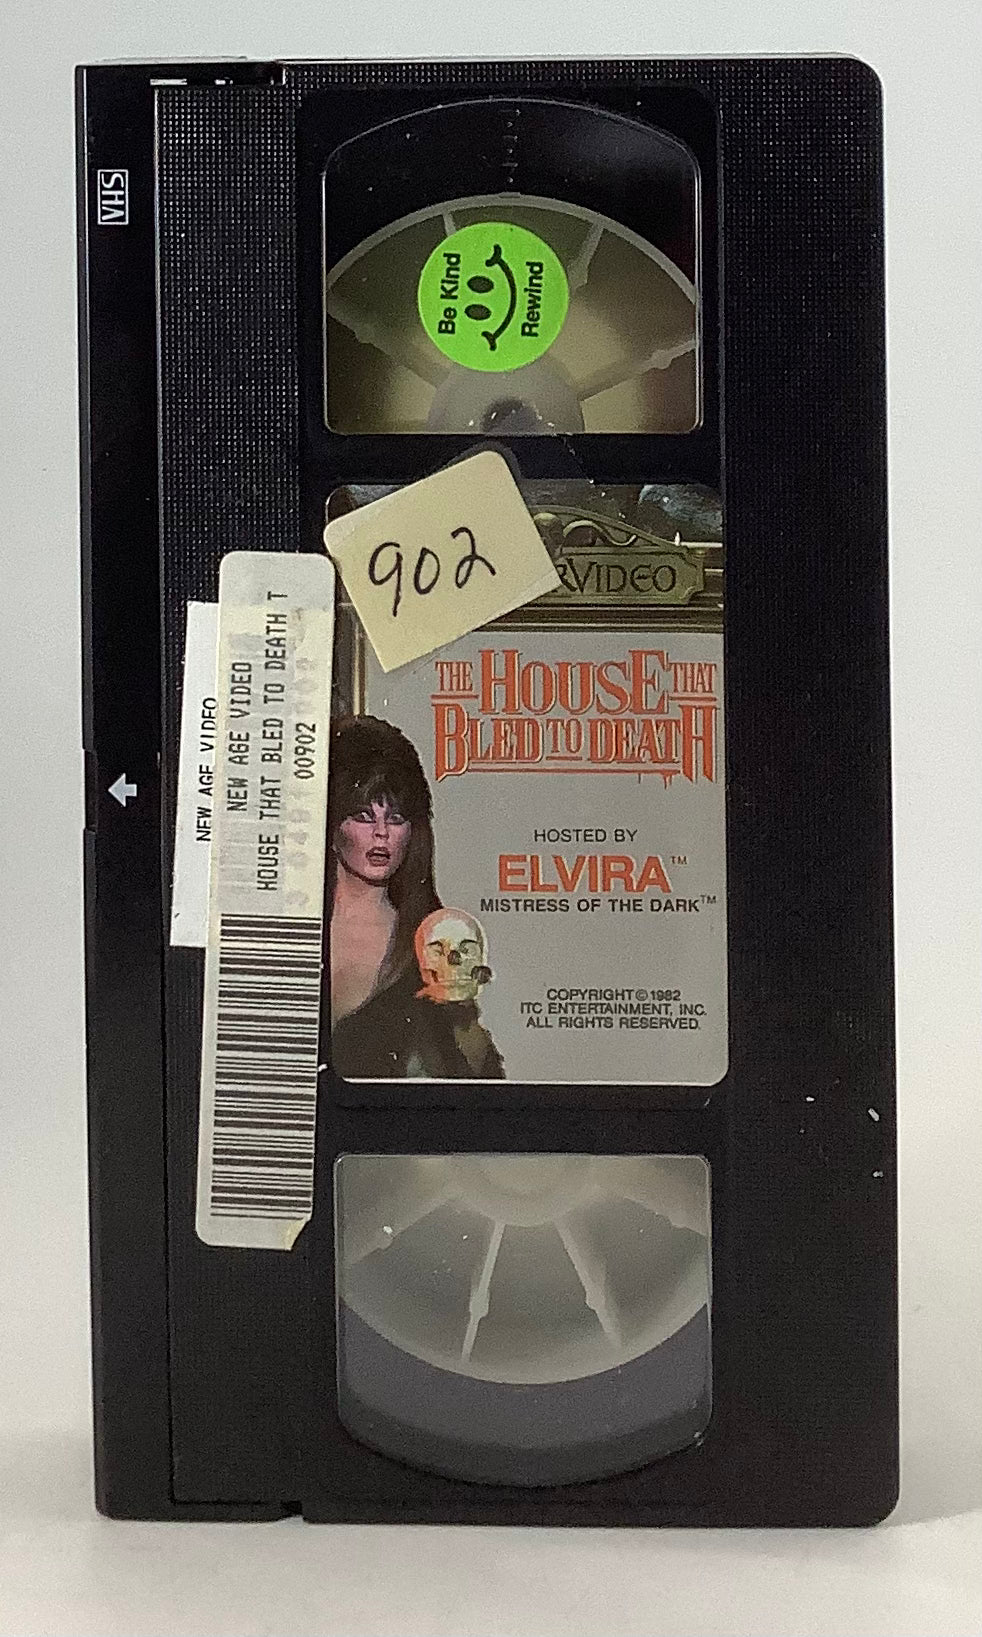 VHS
Be Kind
Rewind
902
RVIDEO
THE HOUSE THAT
BLED TO DEATH
HOSTED BY
ELVIRA™
MISTRESS OF THE DARK™
COPYRIGHT © 1982
ITC ENTERTAINMENT, INC.
ALL RIGHTS RESERVED.
NEW AGE VIDEO
NEW AGE VIDEO
HOUSE THAT BLED TO DEATH T
00902